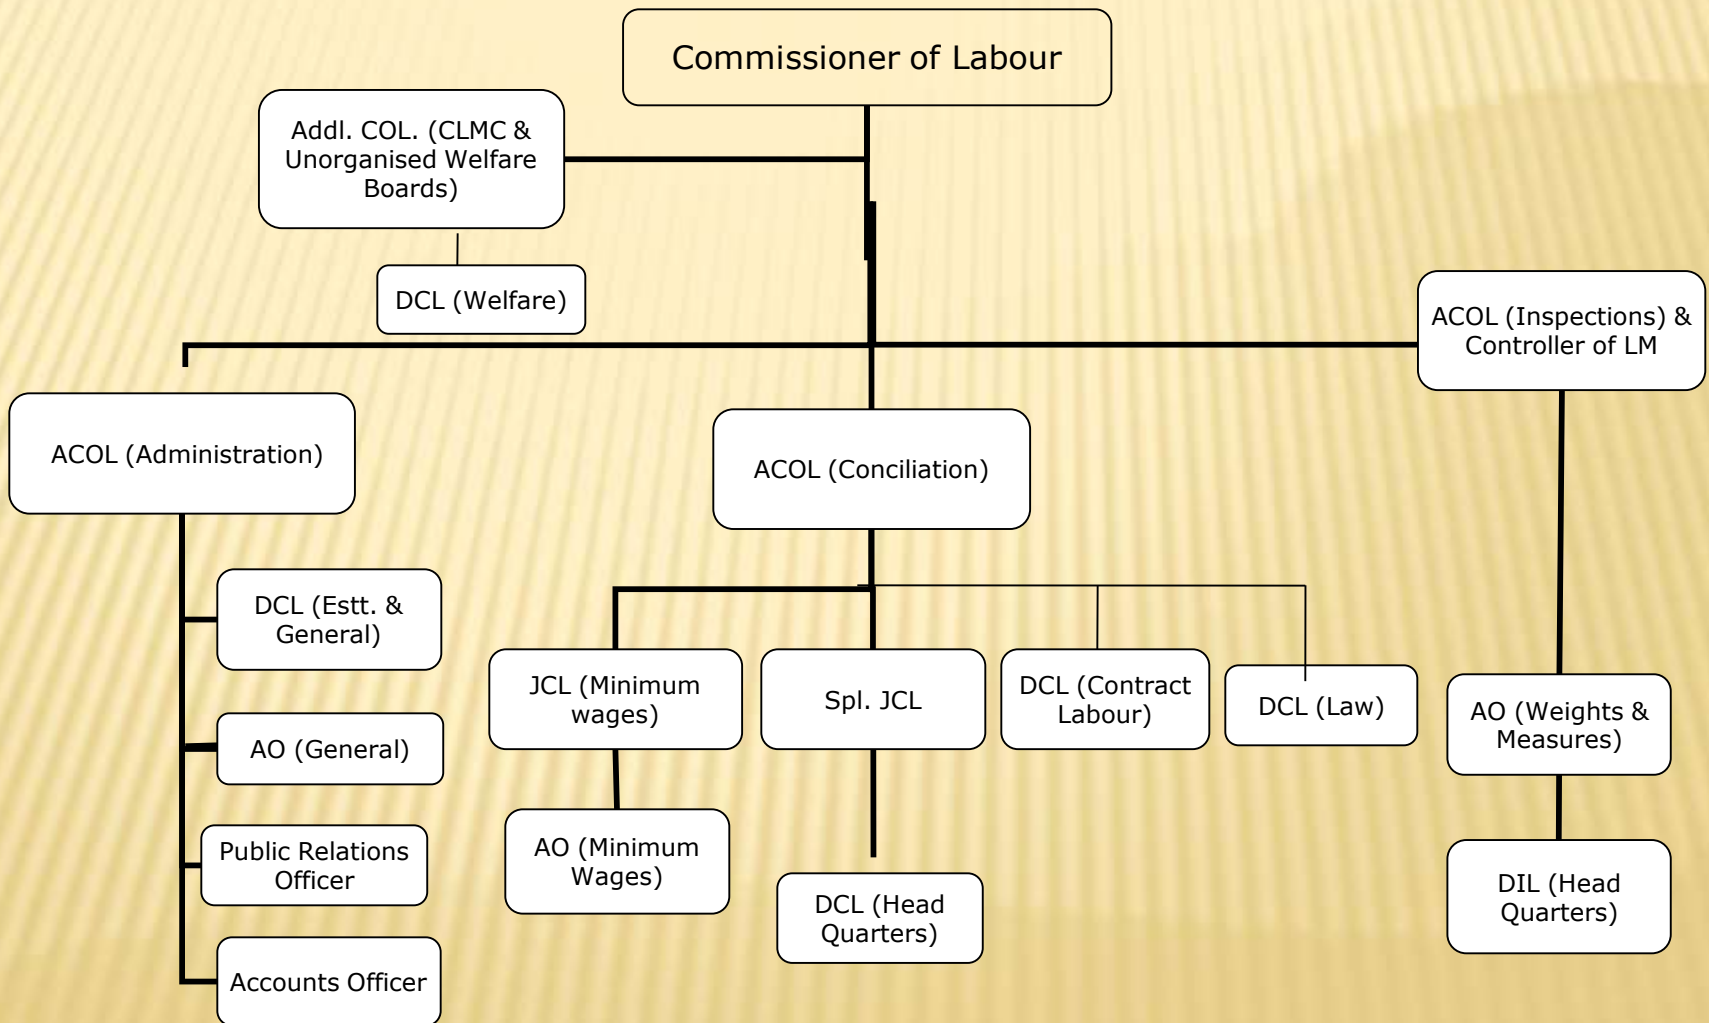 Commissioner of Labour
Addl. COL. (CLMC &
Unorganised Welfare
Boards)
DCL (Welfare)
ACOL (Inspections) &
Controller of LM
ACOL (Administration)
ACOL (Conciliation)
DCL (Estt. &
General)
AO (General)
Public Relations
Officer
Accounts Officer
JCL (Minimum
wages)
Spl. JCL
DCL (Contract
Labour)
DCL (Law)
AO (Minimum
Wages)
DCL (Head
Quarters)
AO (Weights &
Measures)
DIL (Head
Quarters)